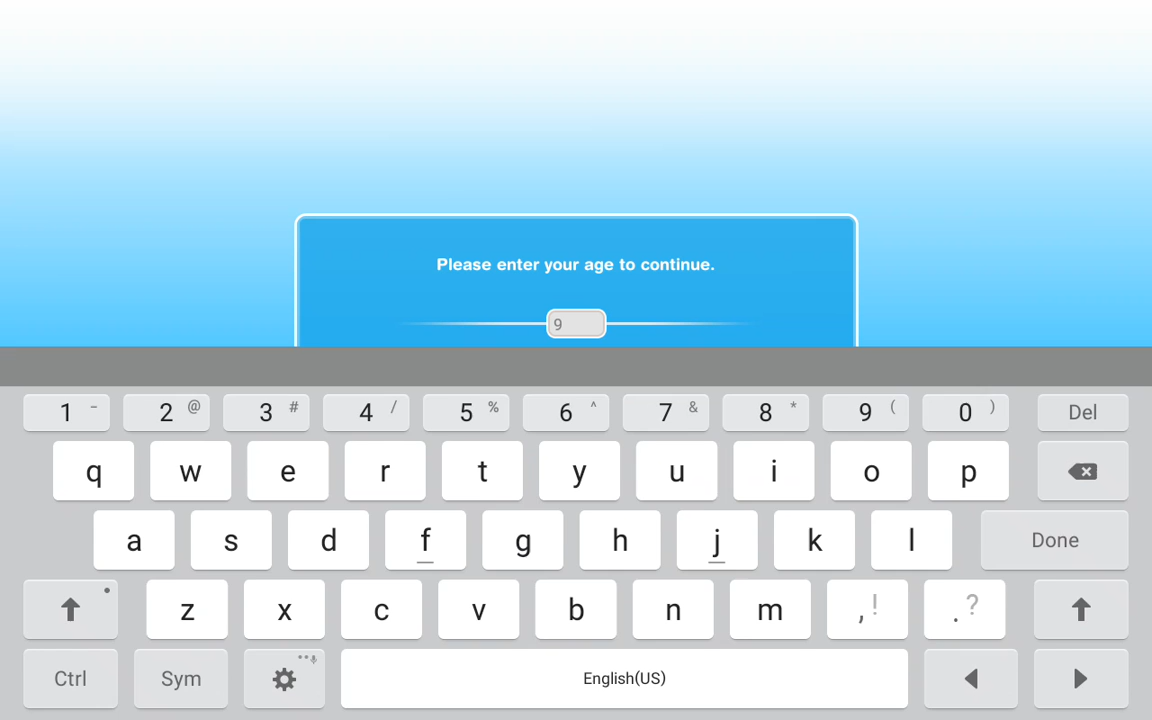 Please enter your age to continue.
9
1 - 2 @ 3 # 4 / 5 % 6 ^ 7 & 8 * 9 ( 0 ) Del
q w e r t y u i o p
a s d f g h j k l Done
z x c v b n m , ! . ?
Ctrl Sym English(US)